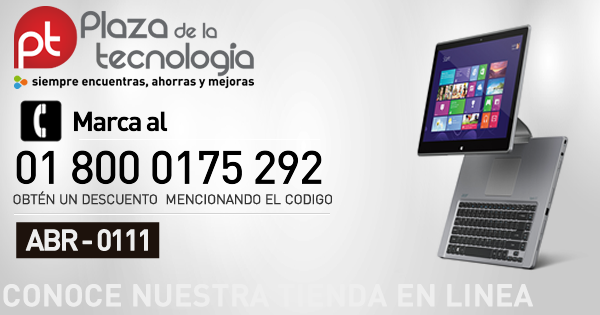 pt
Plaza de la
tecnología
siempre encuentras, ahorras y mejoras
Marca al
01 800 0175 292
OBTÉN UN DESCUENTO MENCIONANDO EL CODIGO
ABR - 0111
CONOCE NUESTRA TIENDA EN LINEA